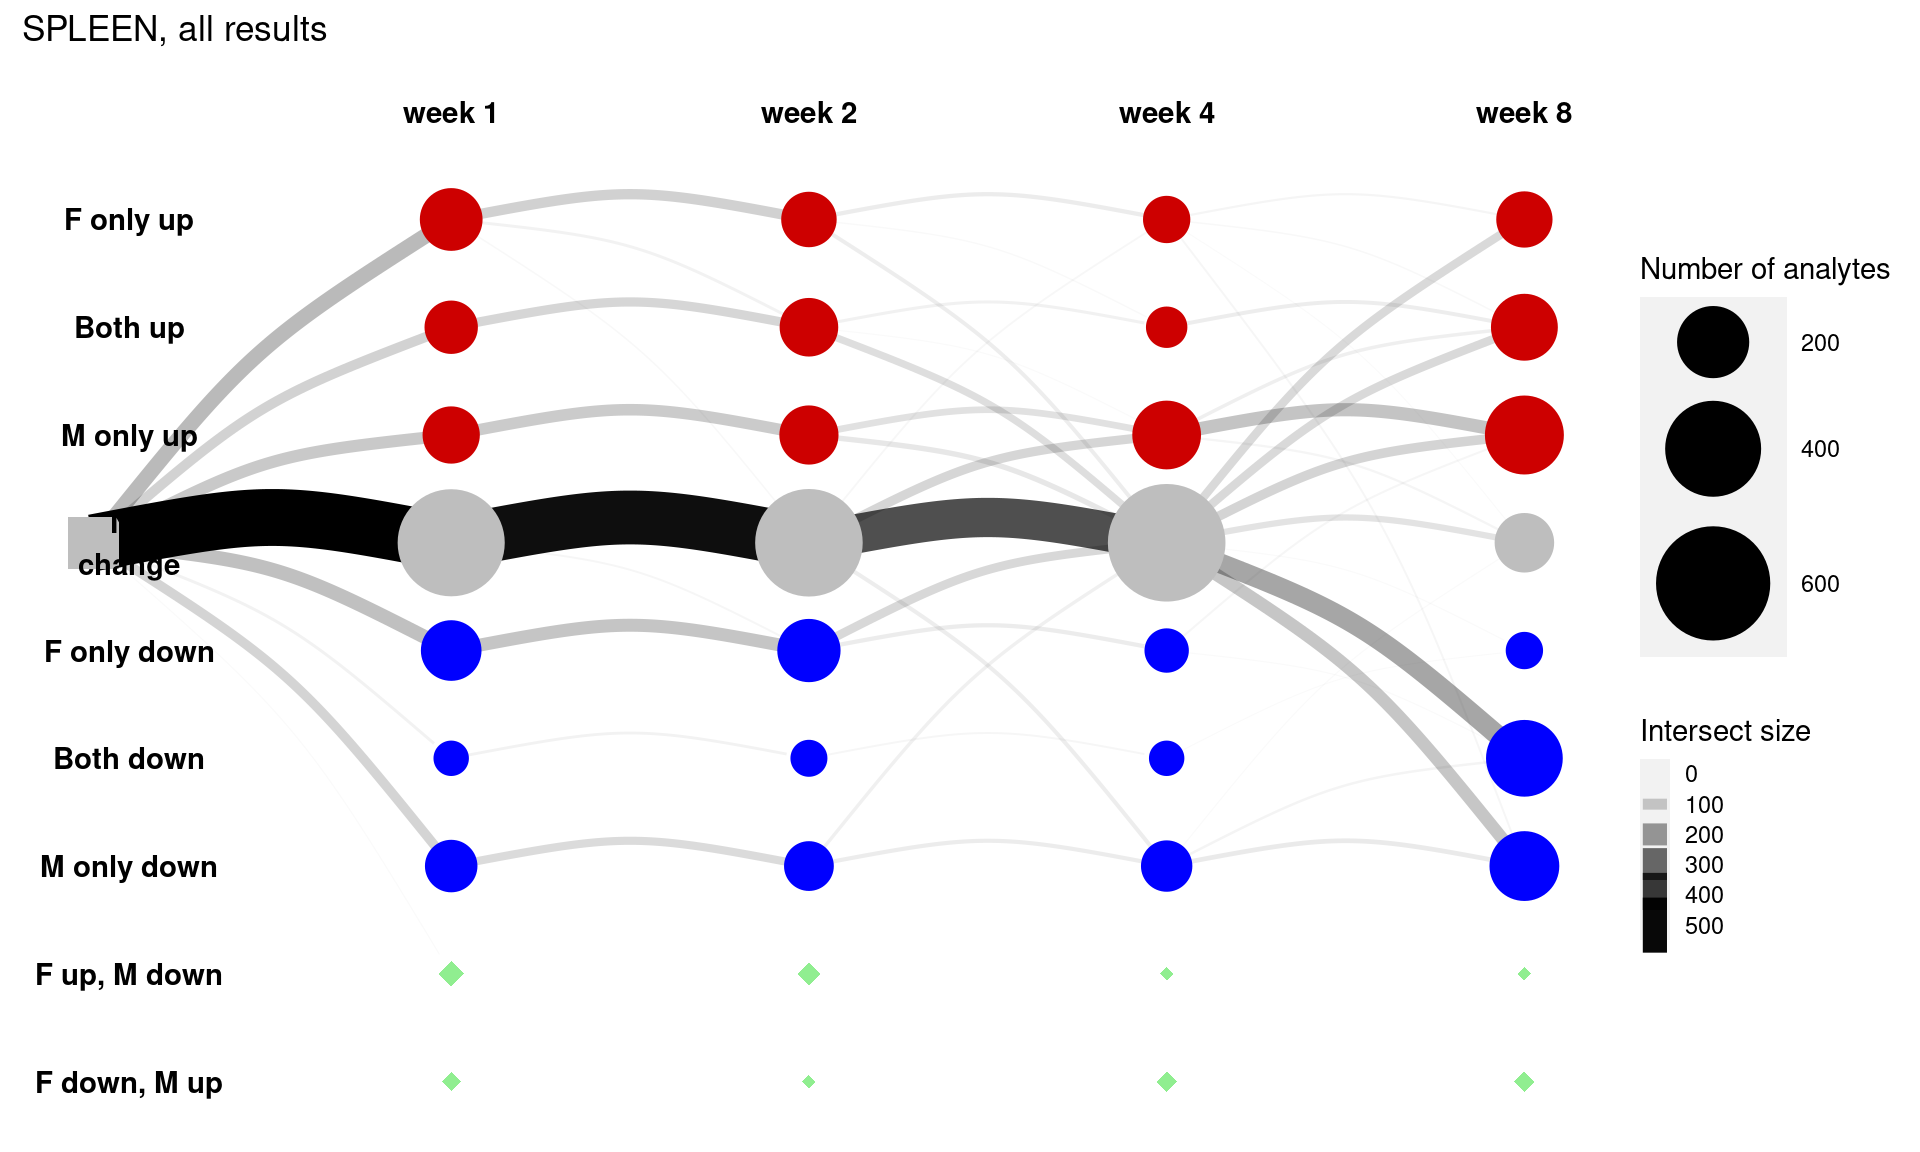 SPLEEN, all results
week 1
week 2
week 4
week 8
F only up
Both up
M only up
change
F only down
Both down
M only down
F up, M down
F down, M up
Number of analytes
200
400
600
Intersect size
0
100
200
300
400
500